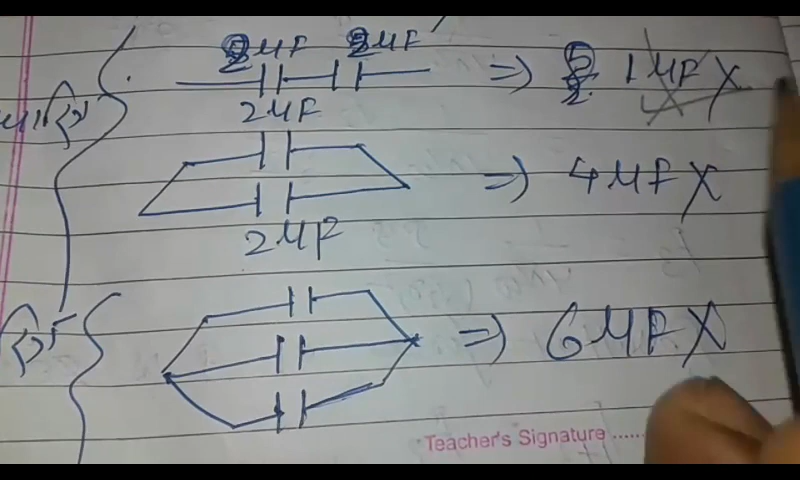 2μF 2μF
⇒ 1μF X
2μF
⇒ 4μF X
2μF
⇒ 6μF X
Teacher's Signature ......